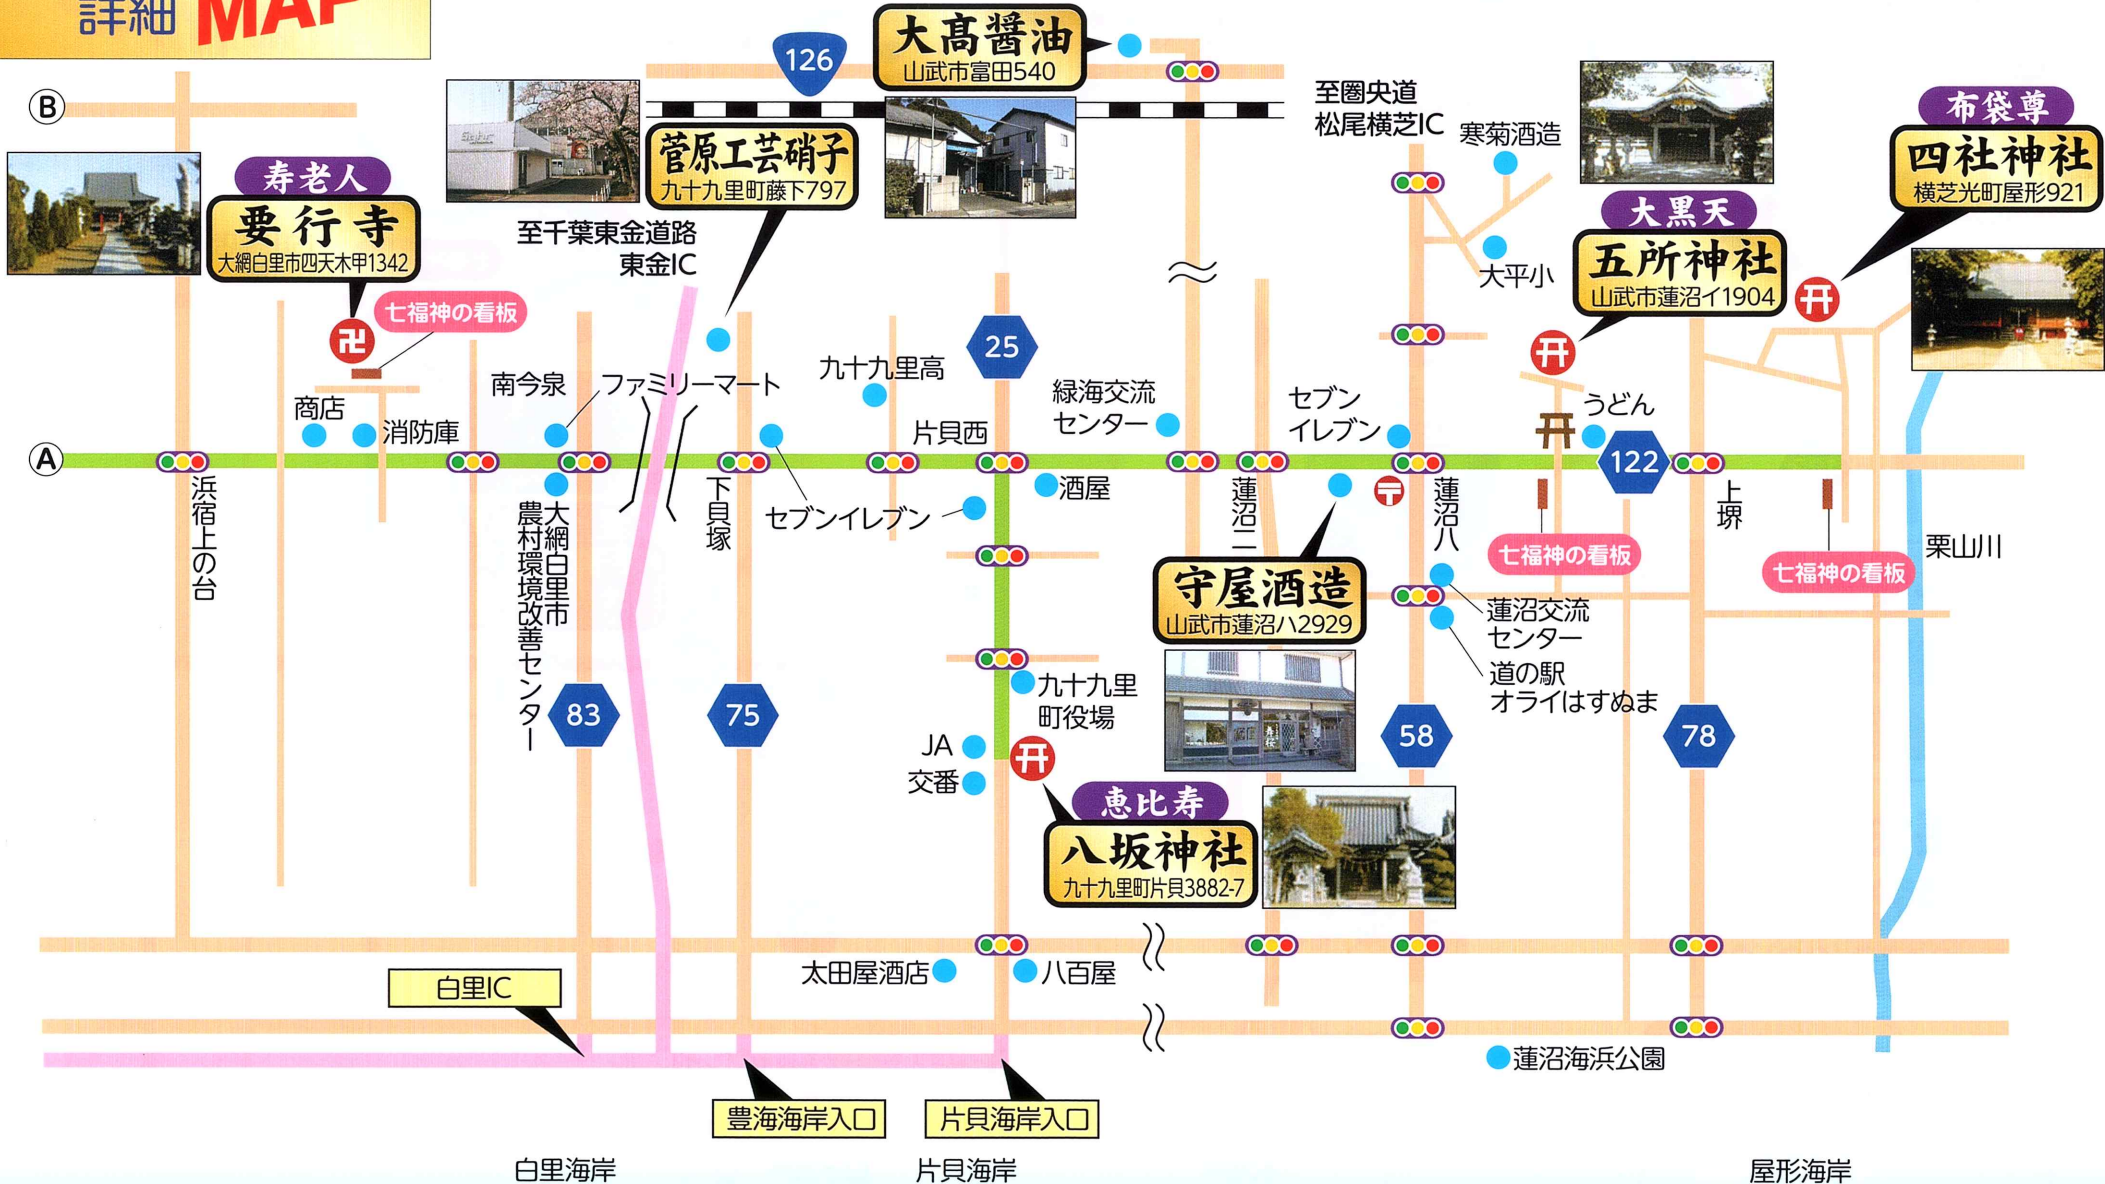 詳細 MAP
126
大髙醤油
山武市富田540
B
至圏央道
松尾横芝IC
寒菊酒造
布袋尊
四社神社
横芝光町屋形921
寿老人
要行寺
大網白里市四天木甲1342
菅原工芸硝子
九十九里町藤下797
至千葉東金道路
東金IC
大黒天
五所神社
山武市蓮沼イ1904
大平小
七福神の看板
卍
25
南今泉
ファミリーマート
九十九里高
緑海交流
センター
セブン
イレブン
うどん
商店
消防庫
片貝西
A
122
浜宿上の台
大網白里市
農村環境改善センター
下貝塚
セブンイレブン
酒屋
蓮沼二
〒
蓮沼八
上堺
七福神の看板
七福神の看板
栗山川
守屋酒造
山武市蓮沼ハ2929
蓮沼交流
センター
道の駅
オライはすぬま
83
75
九十九里
町役場
58
78
JA
交番
恵比寿
八坂神社
九十九里町片貝3882-7
太田屋酒店
八百屋
白里IC
蓮沼海浜公園
豊海海岸入口
片貝海岸入口
白里海岸
片貝海岸
屋形海岸